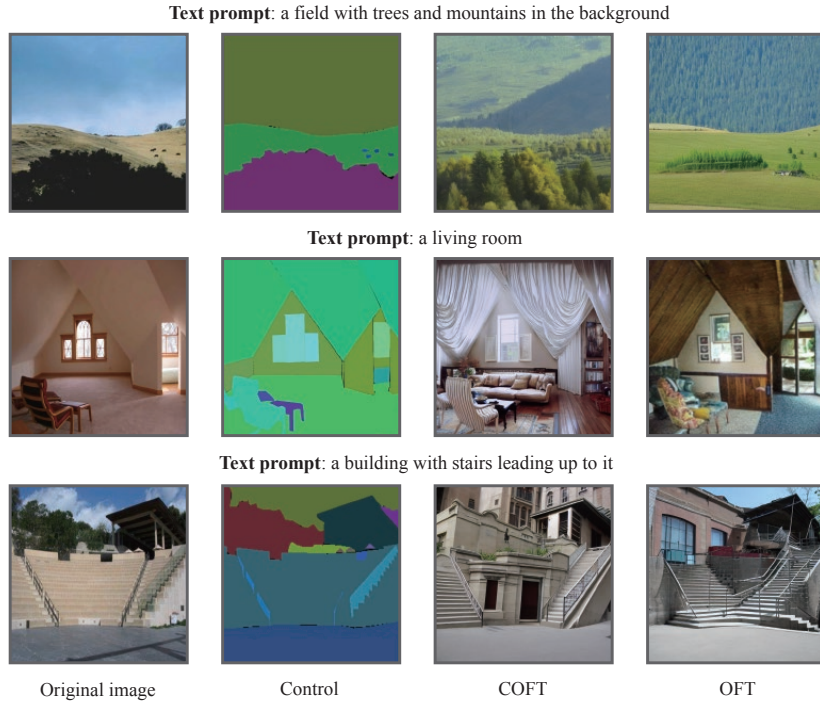 Text prompt: a field with trees and mountains in the background
Text prompt: a living room
Text prompt: a building with stairs leading up to it
Original image Control COFT OFT